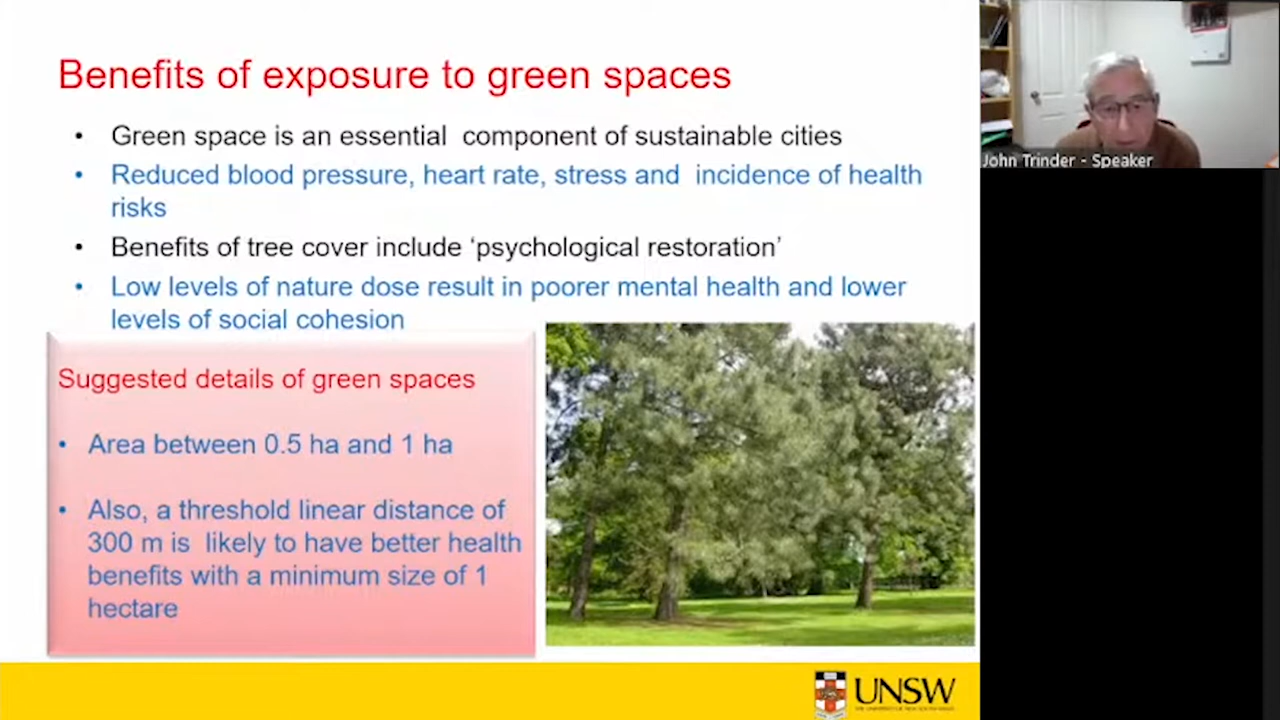 Benefits of exposure to green spaces
• Green space is an essential component of sustainable cities
• Reduced blood pressure, heart rate, stress and incidence of health
risks
• Benefits of tree cover include ‘psychological restoration’
• Low levels of nature dose result in poorer mental health and lower
levels of social cohesion
Suggested details of green spaces
• Area between 0.5 ha and 1 ha
• Also, a threshold linear distance of
300 m is likely to have better health
benefits with a minimum size of 1
hectare
UNSW
John Trinder - Speaker